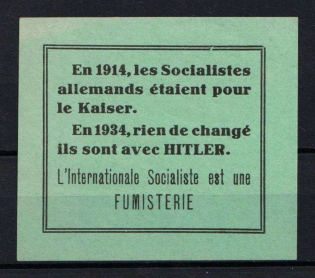 En 1914, les Socialistes
allemands étaient pour
le Kaiser.
En 1934, rien de changé
ils sont avec HITLER.
L'Internationale Socialiste est une
FUMISTERIE